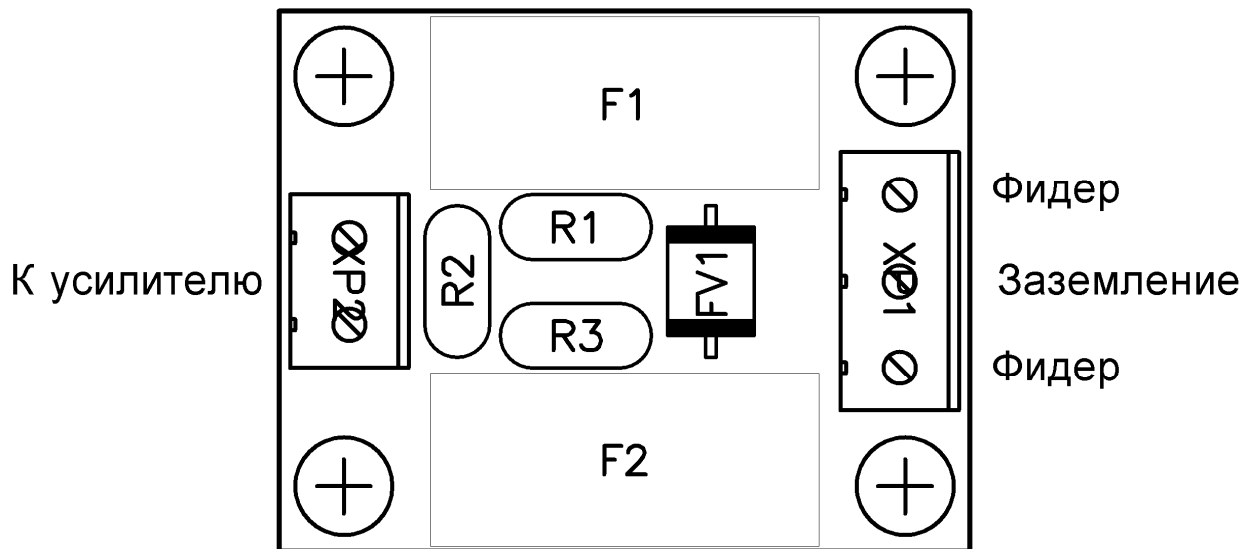 F1
Фидер
R1
К усилителю
XP2
R2
FV1
XP1
Заземление
R3
Фидер
F2